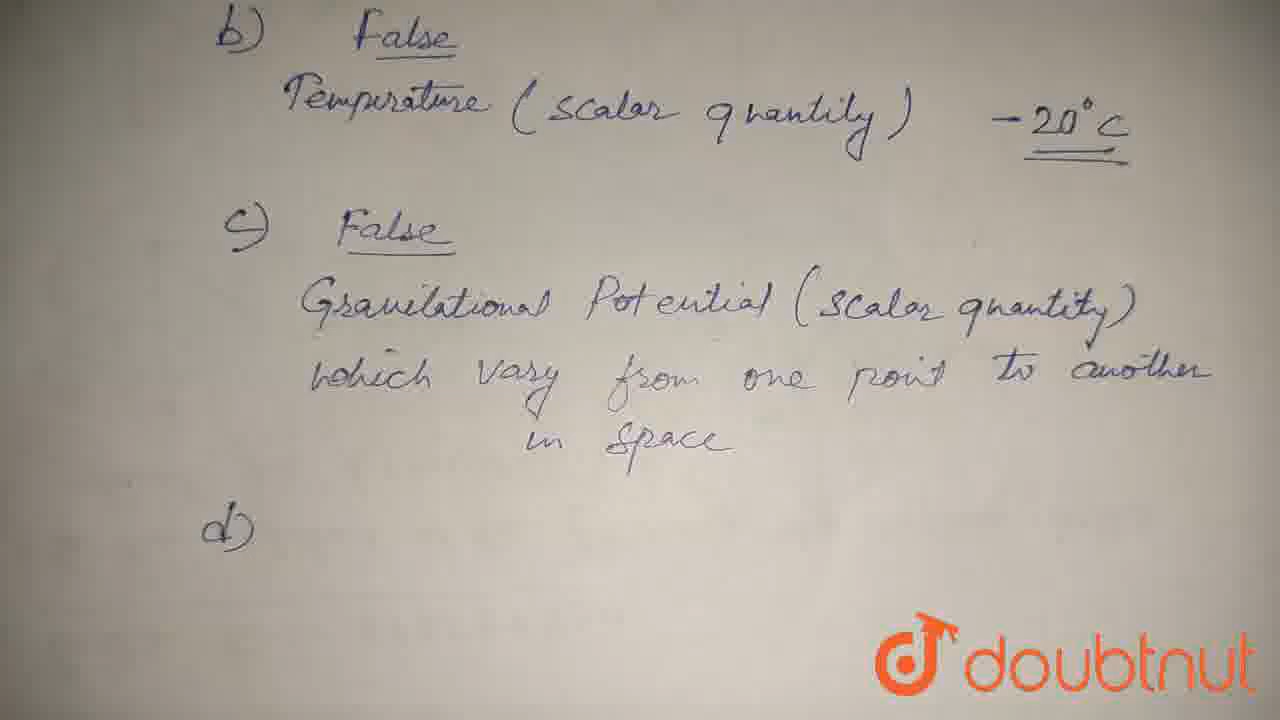 b) False
Temperature (scalar quantity) -20°C
c) False
Gravitational Potential (scalar quantity)
which vary from one point to another
in space
d)
doubtnut